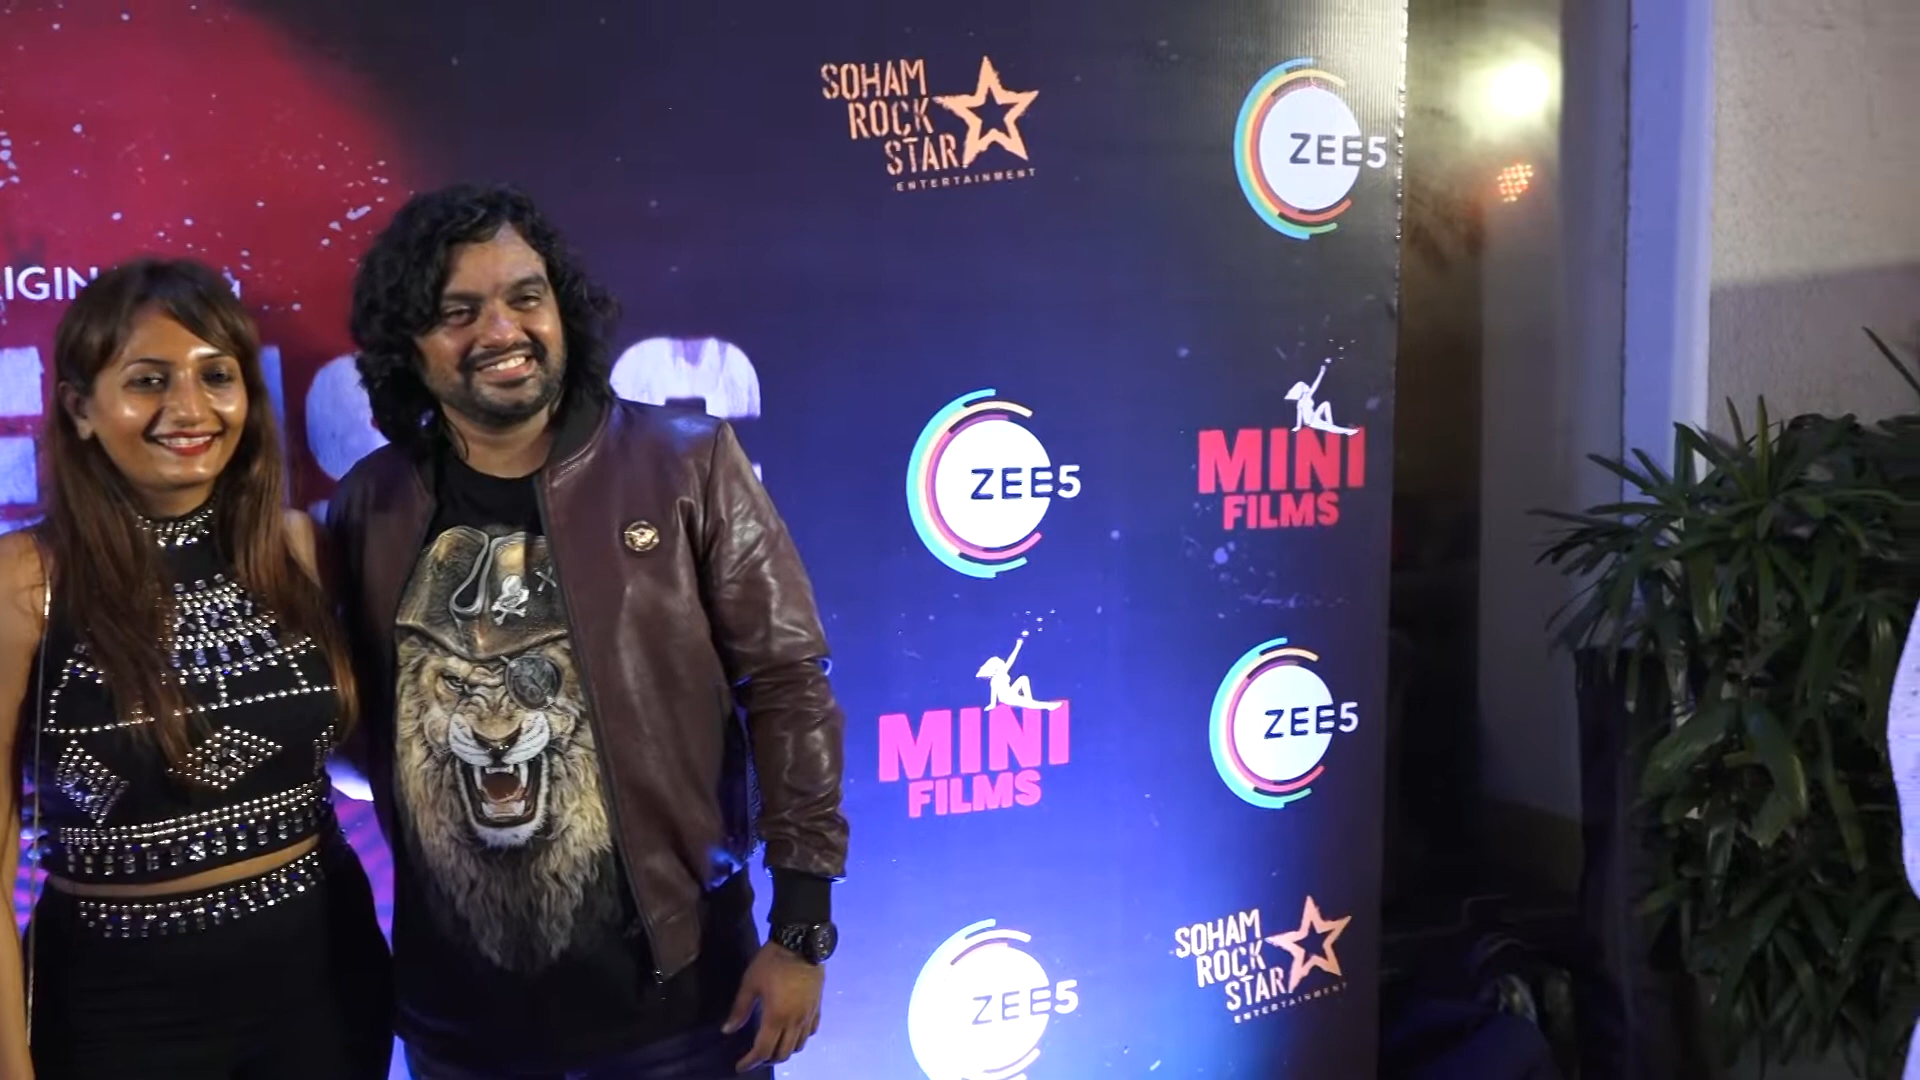 SOHAM
ROCK
STAR
ENTERTAINMENT
ZEE5
ZEE5
MINI
FILMS
MINI
FILMS
ZEE5
ZEE5
SOHAM
ROCK
STAR
ENTERTAINMENT